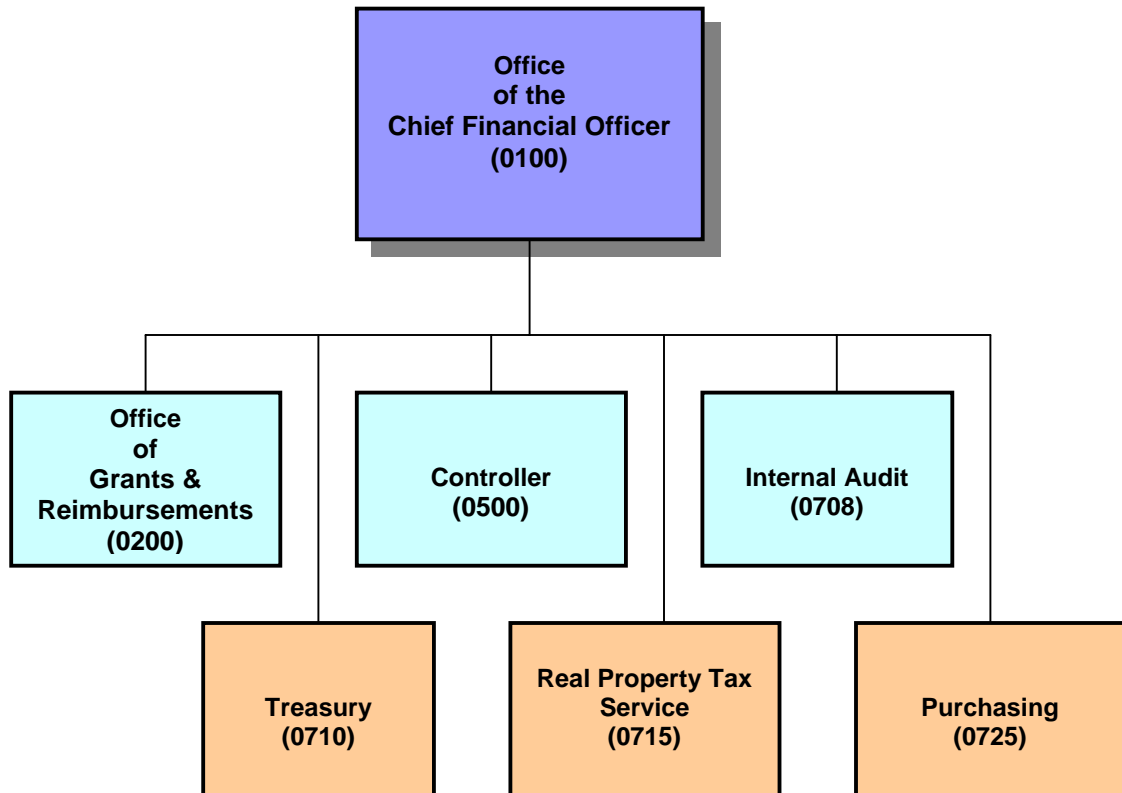 Office
of the
Chief Financial Officer
(0100)
Office
of
Grants &
Reimbursements
(0200)
Controller
(0500)
Internal Audit
(0708)
Treasury
(0710)
Real Property Tax
Service
(0715)
Purchasing
(0725)